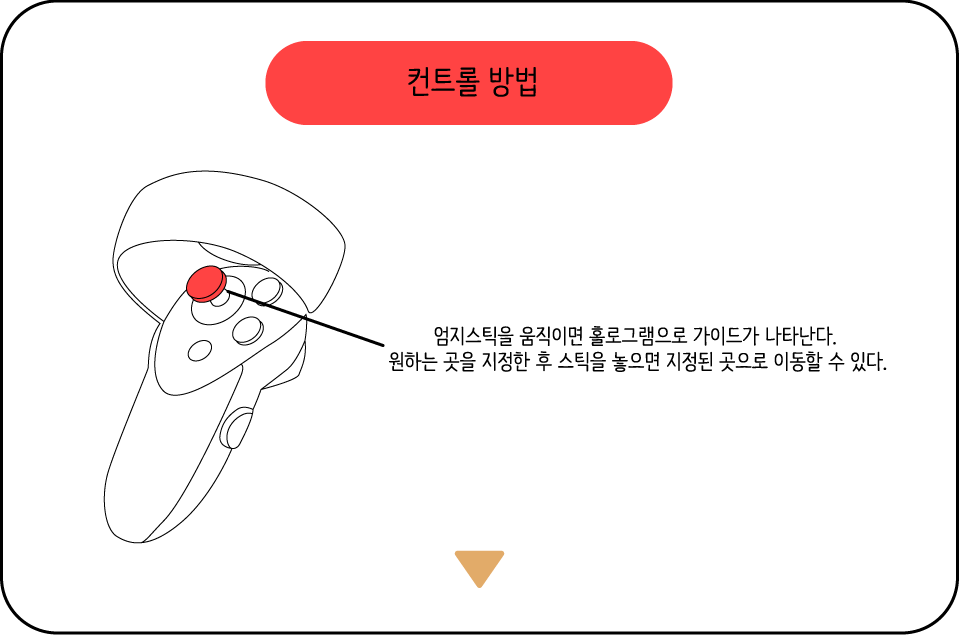 컨트롤 방법
엄지스틱을 움직이면 홀로그램으로 가이드가 나타난다.
원하는 곳을 지정한 후 스틱을 놓으면 지정된 곳으로 이동할 수 있다.